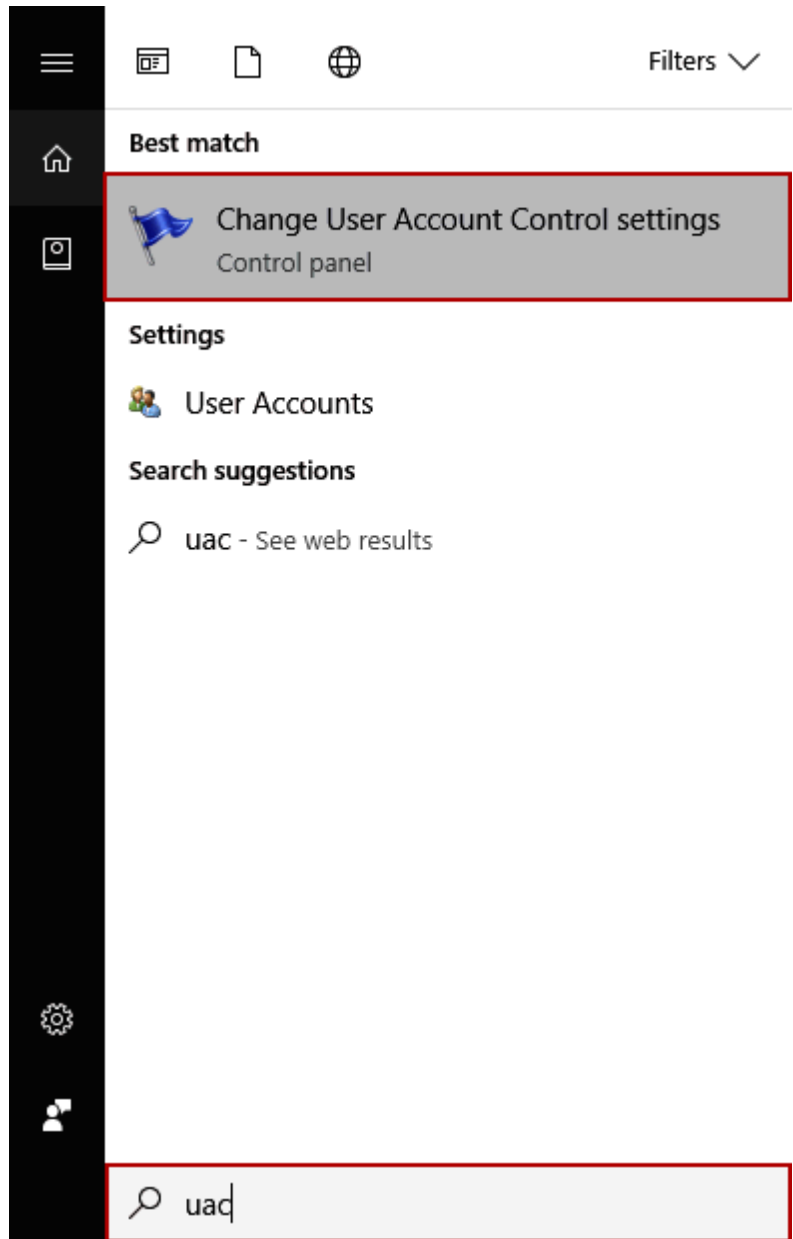 Filters
Best match
Change User Account Control settings
Control panel
Settings
User Accounts
Search suggestions
uac - See web results
uac